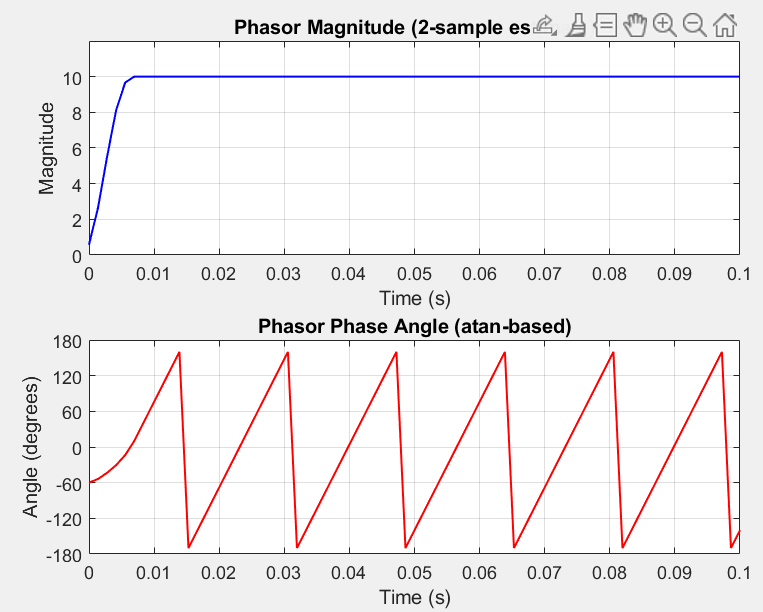 Phasor Magnitude (2-sample es
10
8
6
4
2
0
Magnitude
0 0.01 0.02 0.03 0.04 0.05 0.06 0.07 0.08 0.09 0.1
Time (s)
Phasor Phase Angle (atan-based)
180
120
60
0
-60
-120
-180
Angle (degrees)
0 0.01 0.02 0.03 0.04 0.05 0.06 0.07 0.08 0.09 0.1
Time (s)